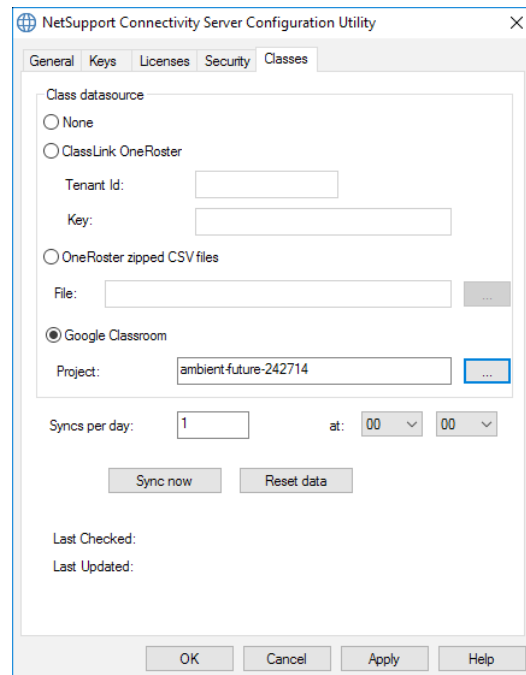 NetSupport Connectivity Server Configuration Utility
General Keys Licenses Security Classes
Class datasource
None
ClassLink OneRoster
Tenant Id:
Key:
OneRoster zipped CSV files
File: ...
Google Classroom
Project: ambient-future-242714 ...
Syncs per day: 1 at: 00 00
Sync now Reset data
Last Checked:
Last Updated:
OK Cancel Apply Help